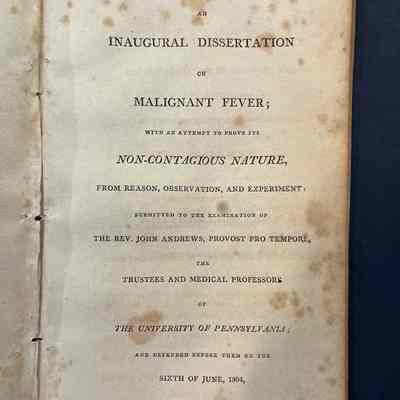 AN
INAUGURAL DISSERTATION
ON
MALIGNANT FEVER;
WITH AN ATTEMPT TO PROVE ITS
NON-CONTAGIOUS NATURE,
FROM REASON, OBSERVATION, AND EXPERIMENT:
SUBMITTED TO THE EXAMINATION OF
THE REV. JOHN ANDREWS, PROVOST PRO TEMPORE,
THE
TRUSTEES AND MEDICAL PROFESSORS
OF
THE UNIVERSITY OF PENNSYLVANIA;
AND DEFENDED BEFORE THEM ON THE
SIXTH OF JUNE, 1804,